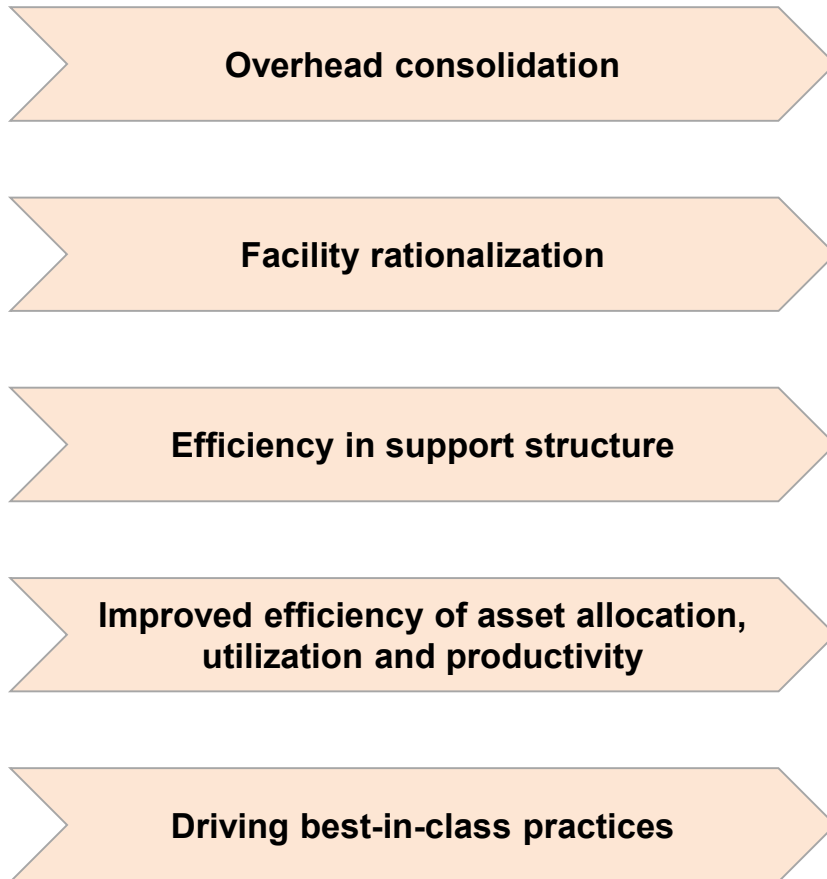 Overhead consolidation
Facility rationalization
Efficiency in support structure
Improved efficiency of asset allocation,
utilization and productivity
Driving best-in-class practices